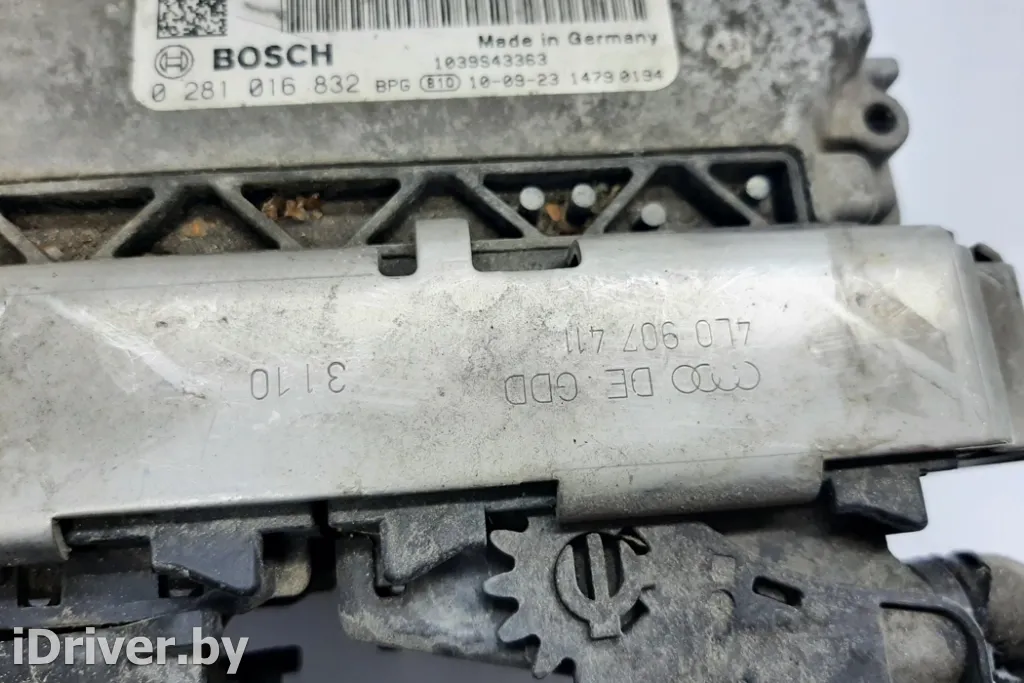 Made in Germany
BOSCH 1039S43363
0 281 016 832 BPG B10 10-09-23 1479 0194
4L0 907 411
DE GDD 3110
iDriver.by